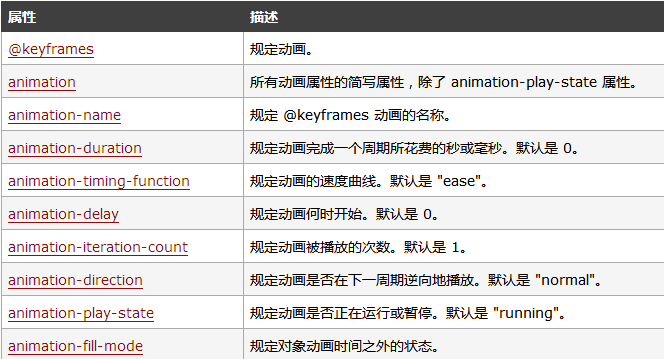 属性 描述
@keyframes 规定动画。
animation 所有动画属性的简写属性，除了 animation-play-state 属性。
animation-name 规定 @keyframes 动画的名称。
animation-duration 规定动画完成一个周期所花费的秒或毫秒。默认是 0。
animation-timing-function 规定动画的速度曲线。默认是 "ease"。
animation-delay 规定动画何时开始。默认是 0。
animation-iteration-count 规定动画被播放的次数。默认是 1。
animation-direction 规定动画是否在下一周期逆向地播放。默认是 "normal"。
animation-play-state 规定动画是否正在运行或暂停。默认是 "running"。
animation-fill-mode 规定对象动画时间之外的状态。